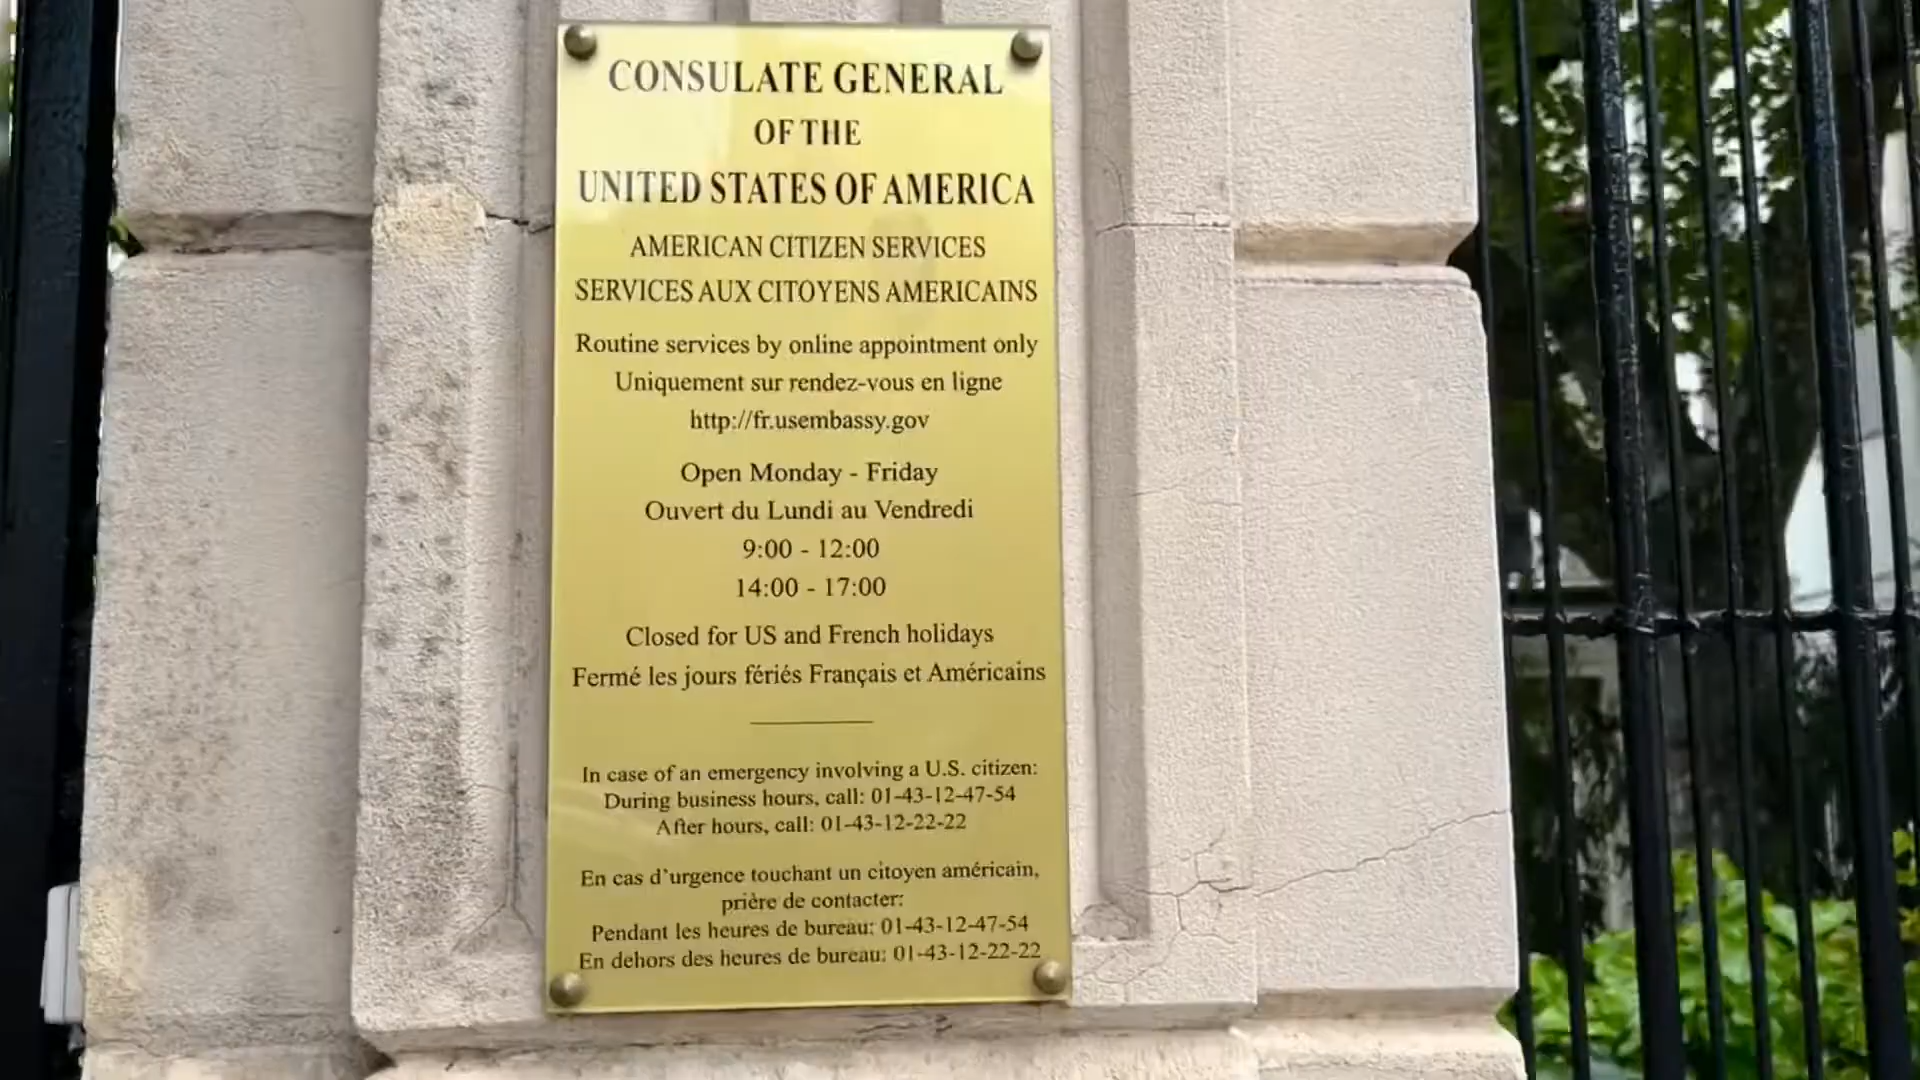 CONSULATE GENERAL
OF THE
UNITED STATES OF AMERICA
AMERICAN CITIZEN SERVICES
SERVICES AUX CITOYENS AMERICAINS
Routine services by online appointment only
Uniquement sur rendez-vous en ligne
http://fr.usembassy.gov
Open Monday - Friday
Ouvert du Lundi au Vendredi
9:00 - 12:00
14:00 - 17:00
Closed for US and French holidays
Fermé les jours fériés Français et Américains
In case of an emergency involving a U.S. citizen:
During business hours, call: 01-43-12-47-54
After hours, call: 01-43-12-22-22
En cas d’urgence touchant un citoyen américain,
prière de contacter:
Pendant les heures de bureau: 01-43-12-47-54
En dehors des heures de bureau: 01-43-12-22-22